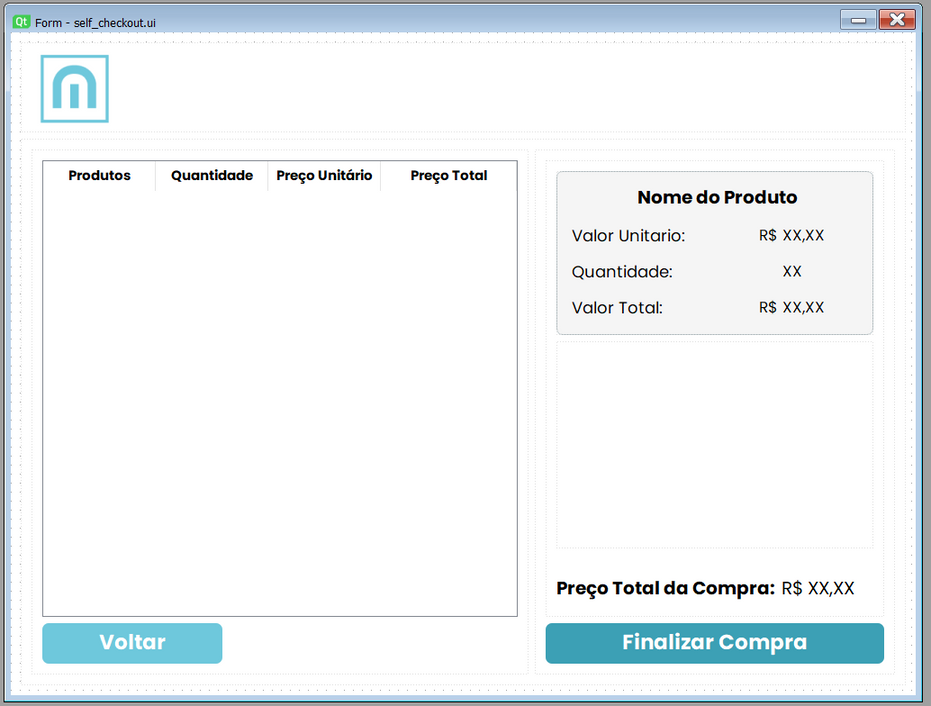 Qt Form - self_checkout.ui
Produtos Quantidade Preço Unitário Preço Total
Nome do Produto
Valor Unitario: R$ XX,XX
Quantidade: XX
Valor Total: R$ XX,XX
Preço Total da Compra: R$ XX,XX
Voltar
Finalizar Compra